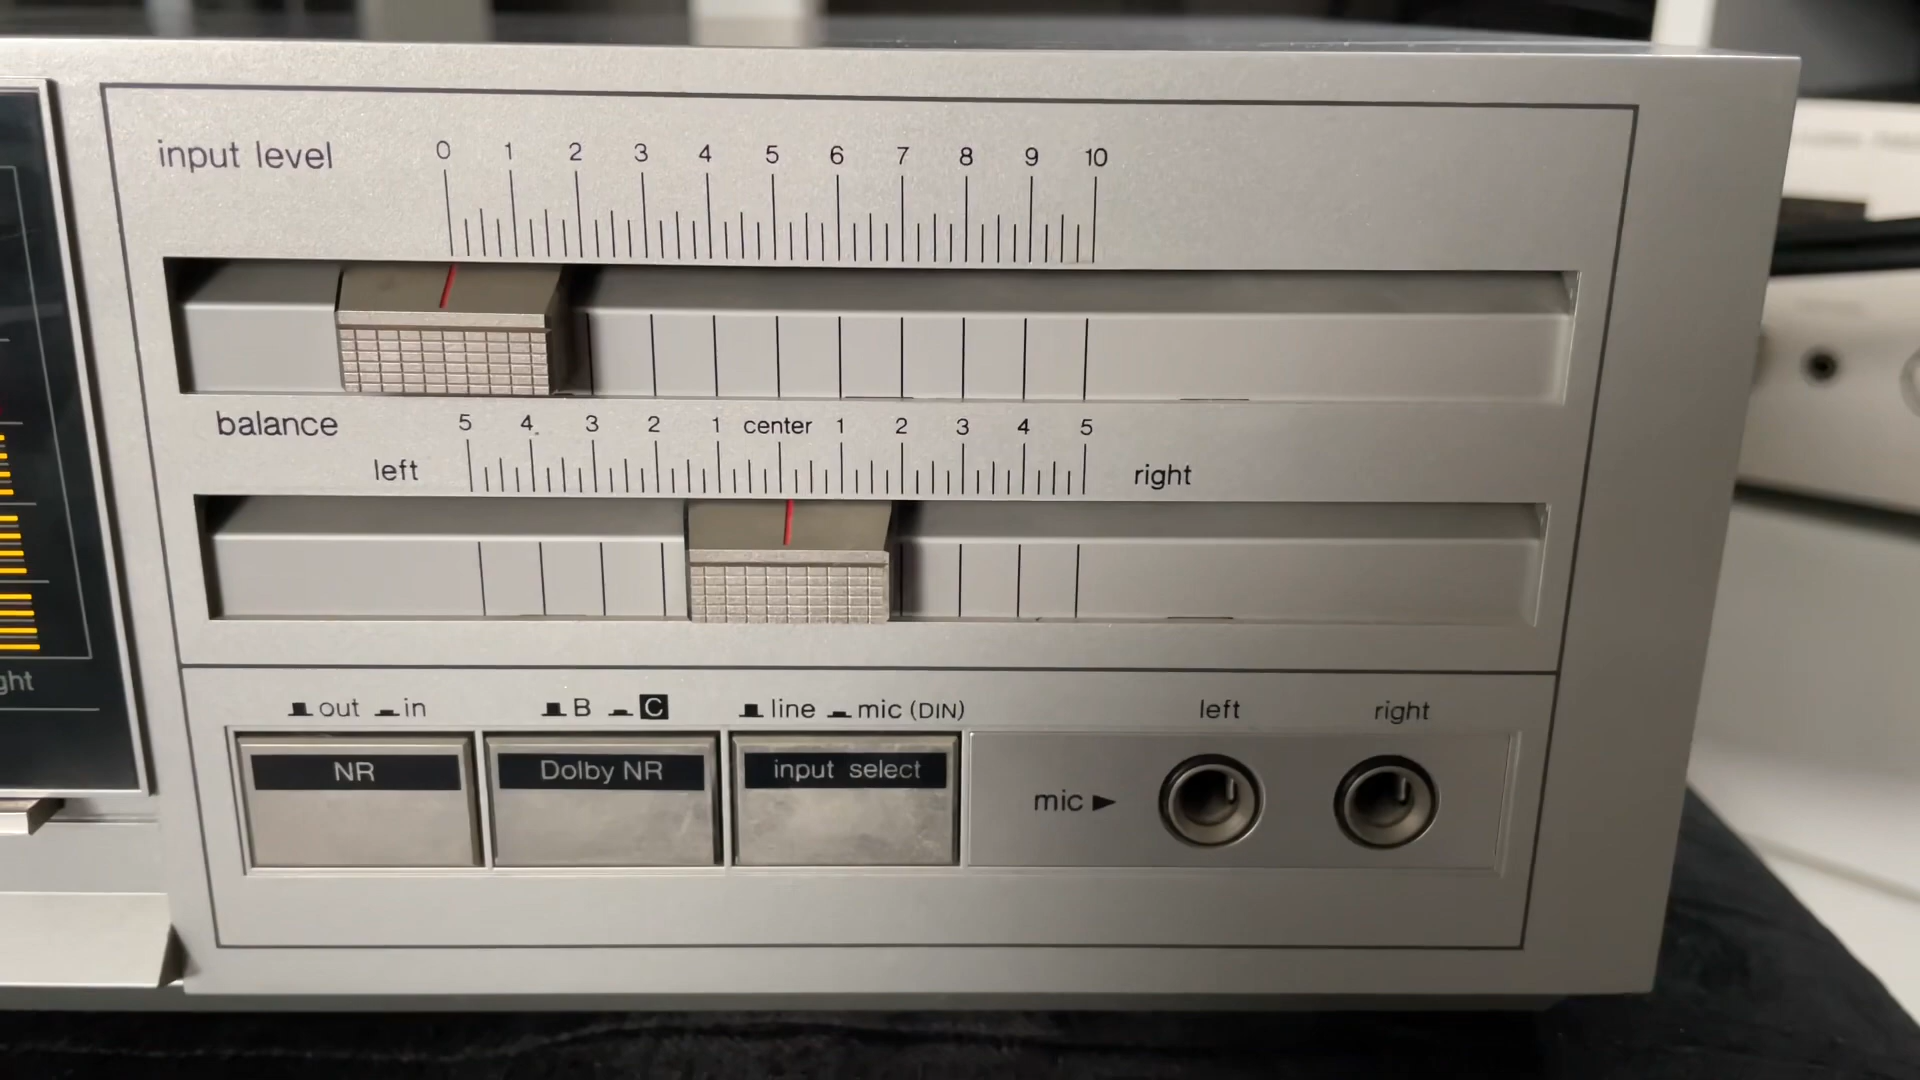 input level 0 1 2 3 4 5 6 7 8 9 10
balance 5 4 3 2 1 center 1 2 3 4 5
left right
out in B C line mic (DIN) left right
NR Dolby NR input select
mic